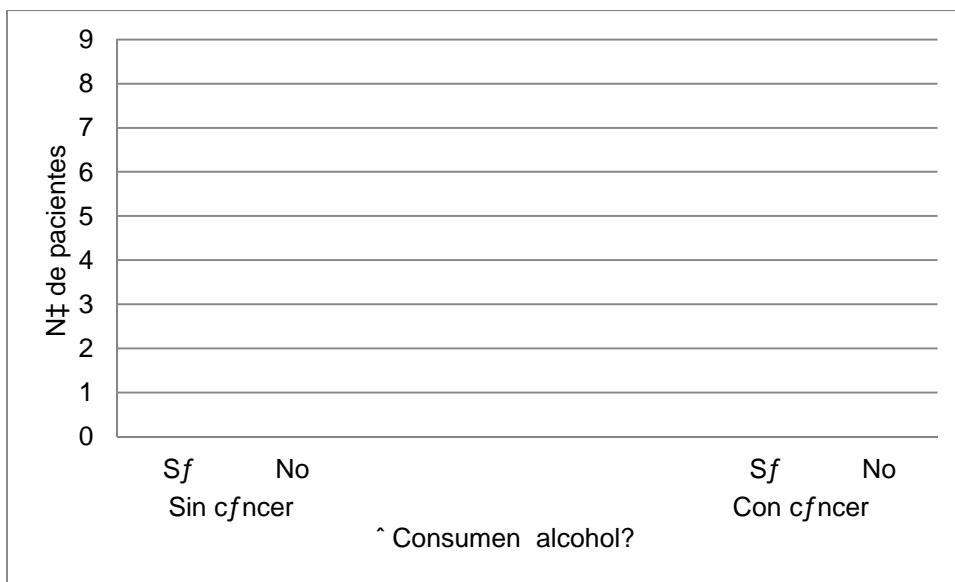 9
8
7
6
5
4
3
2
1
0
N‡ de pacientes
Sƒ No Sƒ No
Sin cƒncer Con cƒncer
ˆ Consumen alcohol?